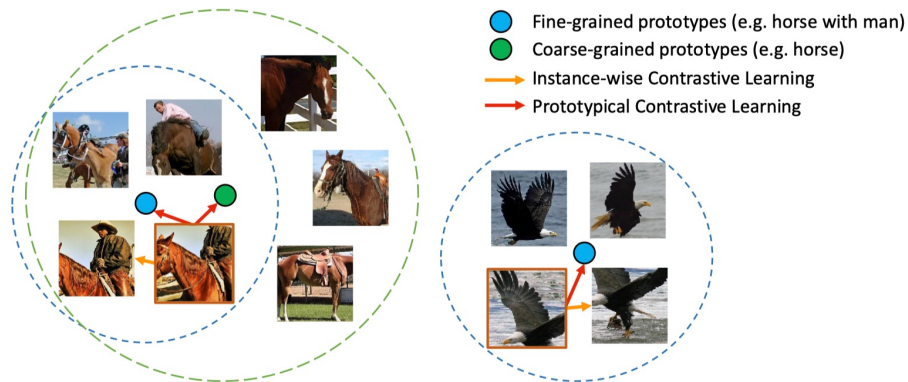 Fine-grained prototypes (e.g. horse with man)
Coarse-grained prototypes (e.g. horse)
Instance-wise Contrastive Learning
Prototypical Contrastive Learning